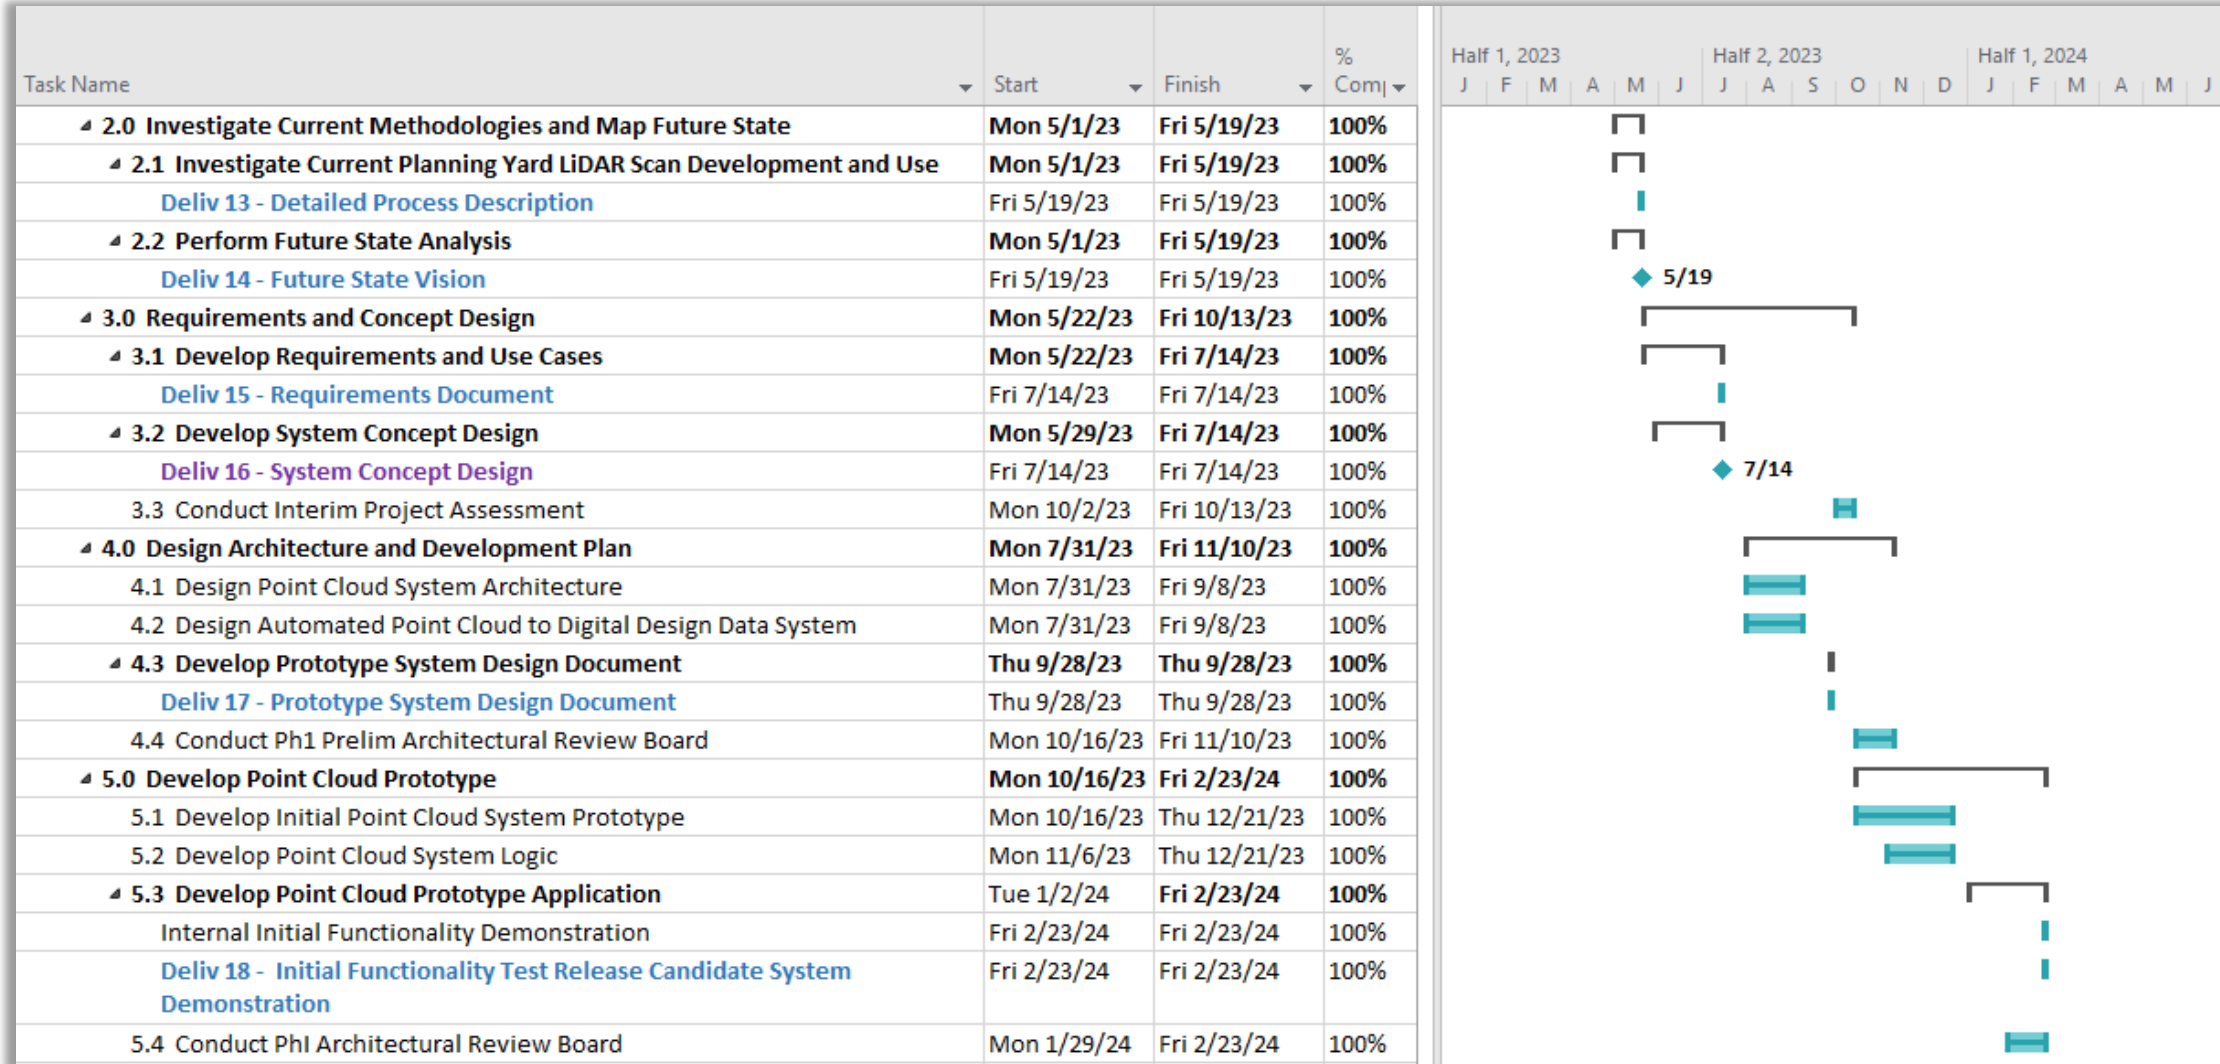 Task Name Start Finish % Comp Half 1, 2023 Half 2, 2023 Half 1, 2024
J F M A M J J A S O N D J F M A M J
2.0 Investigate Current Methodologies and Map Future State Mon 5/1/23 Fri 5/19/23 100%
2.1 Investigate Current Planning Yard LiDAR Scan Development and Use Mon 5/1/23 Fri 5/19/23 100%
Deliv 13 - Detailed Process Description Fri 5/19/23 Fri 5/19/23 100%
2.2 Perform Future State Analysis Mon 5/1/23 Fri 5/19/23 100%
Deliv 14 - Future State Vision Fri 5/19/23 Fri 5/19/23 100% 5/19
3.0 Requirements and Concept Design Mon 5/22/23 Fri 10/13/23 100%
3.1 Develop Requirements and Use Cases Mon 5/22/23 Fri 7/14/23 100%
Deliv 15 - Requirements Document Fri 7/14/23 Fri 7/14/23 100%
3.2 Develop System Concept Design Mon 5/29/23 Fri 7/14/23 100%
Deliv 16 - System Concept Design Fri 7/14/23 Fri 7/14/23 100% 7/14
3.3 Conduct Interim Project Assessment Mon 10/2/23 Fri 10/13/23 100%
4.0 Design Architecture and Development Plan Mon 7/31/23 Fri 11/10/23 100%
4.1 Design Point Cloud System Architecture Mon 7/31/23 Fri 9/8/23 100%
4.2 Design Automated Point Cloud to Digital Design Data System Mon 7/31/23 Fri 9/8/23 100%
4.3 Develop Prototype System Design Document Thu 9/28/23 Thu 9/28/23 100%
Deliv 17 - Prototype System Design Document Thu 9/28/23 Thu 9/28/23 100%
4.4 Conduct Ph1 Prelim Architectural Review Board Mon 10/16/23 Fri 11/10/23 100%
5.0 Develop Point Cloud Prototype Mon 10/16/23 Fri 2/23/24 100%
5.1 Develop Initial Point Cloud System Prototype Mon 10/16/23 Thu 12/21/23 100%
5.2 Develop Point Cloud System Logic Mon 11/6/23 Thu 12/21/23 100%
5.3 Develop Point Cloud Prototype Application Tue 1/2/24 Fri 2/23/24 100%
Internal Initial Functionality Demonstration Fri 2/23/24 Fri 2/23/24 100%
Deliv 18 - Initial Functionality Test Release Candidate System Fri 2/23/24 Fri 2/23/24 100%
Demonstration
5.4 Conduct PhI Architectural Review Board Mon 1/29/24 Fri 2/23/24 100%